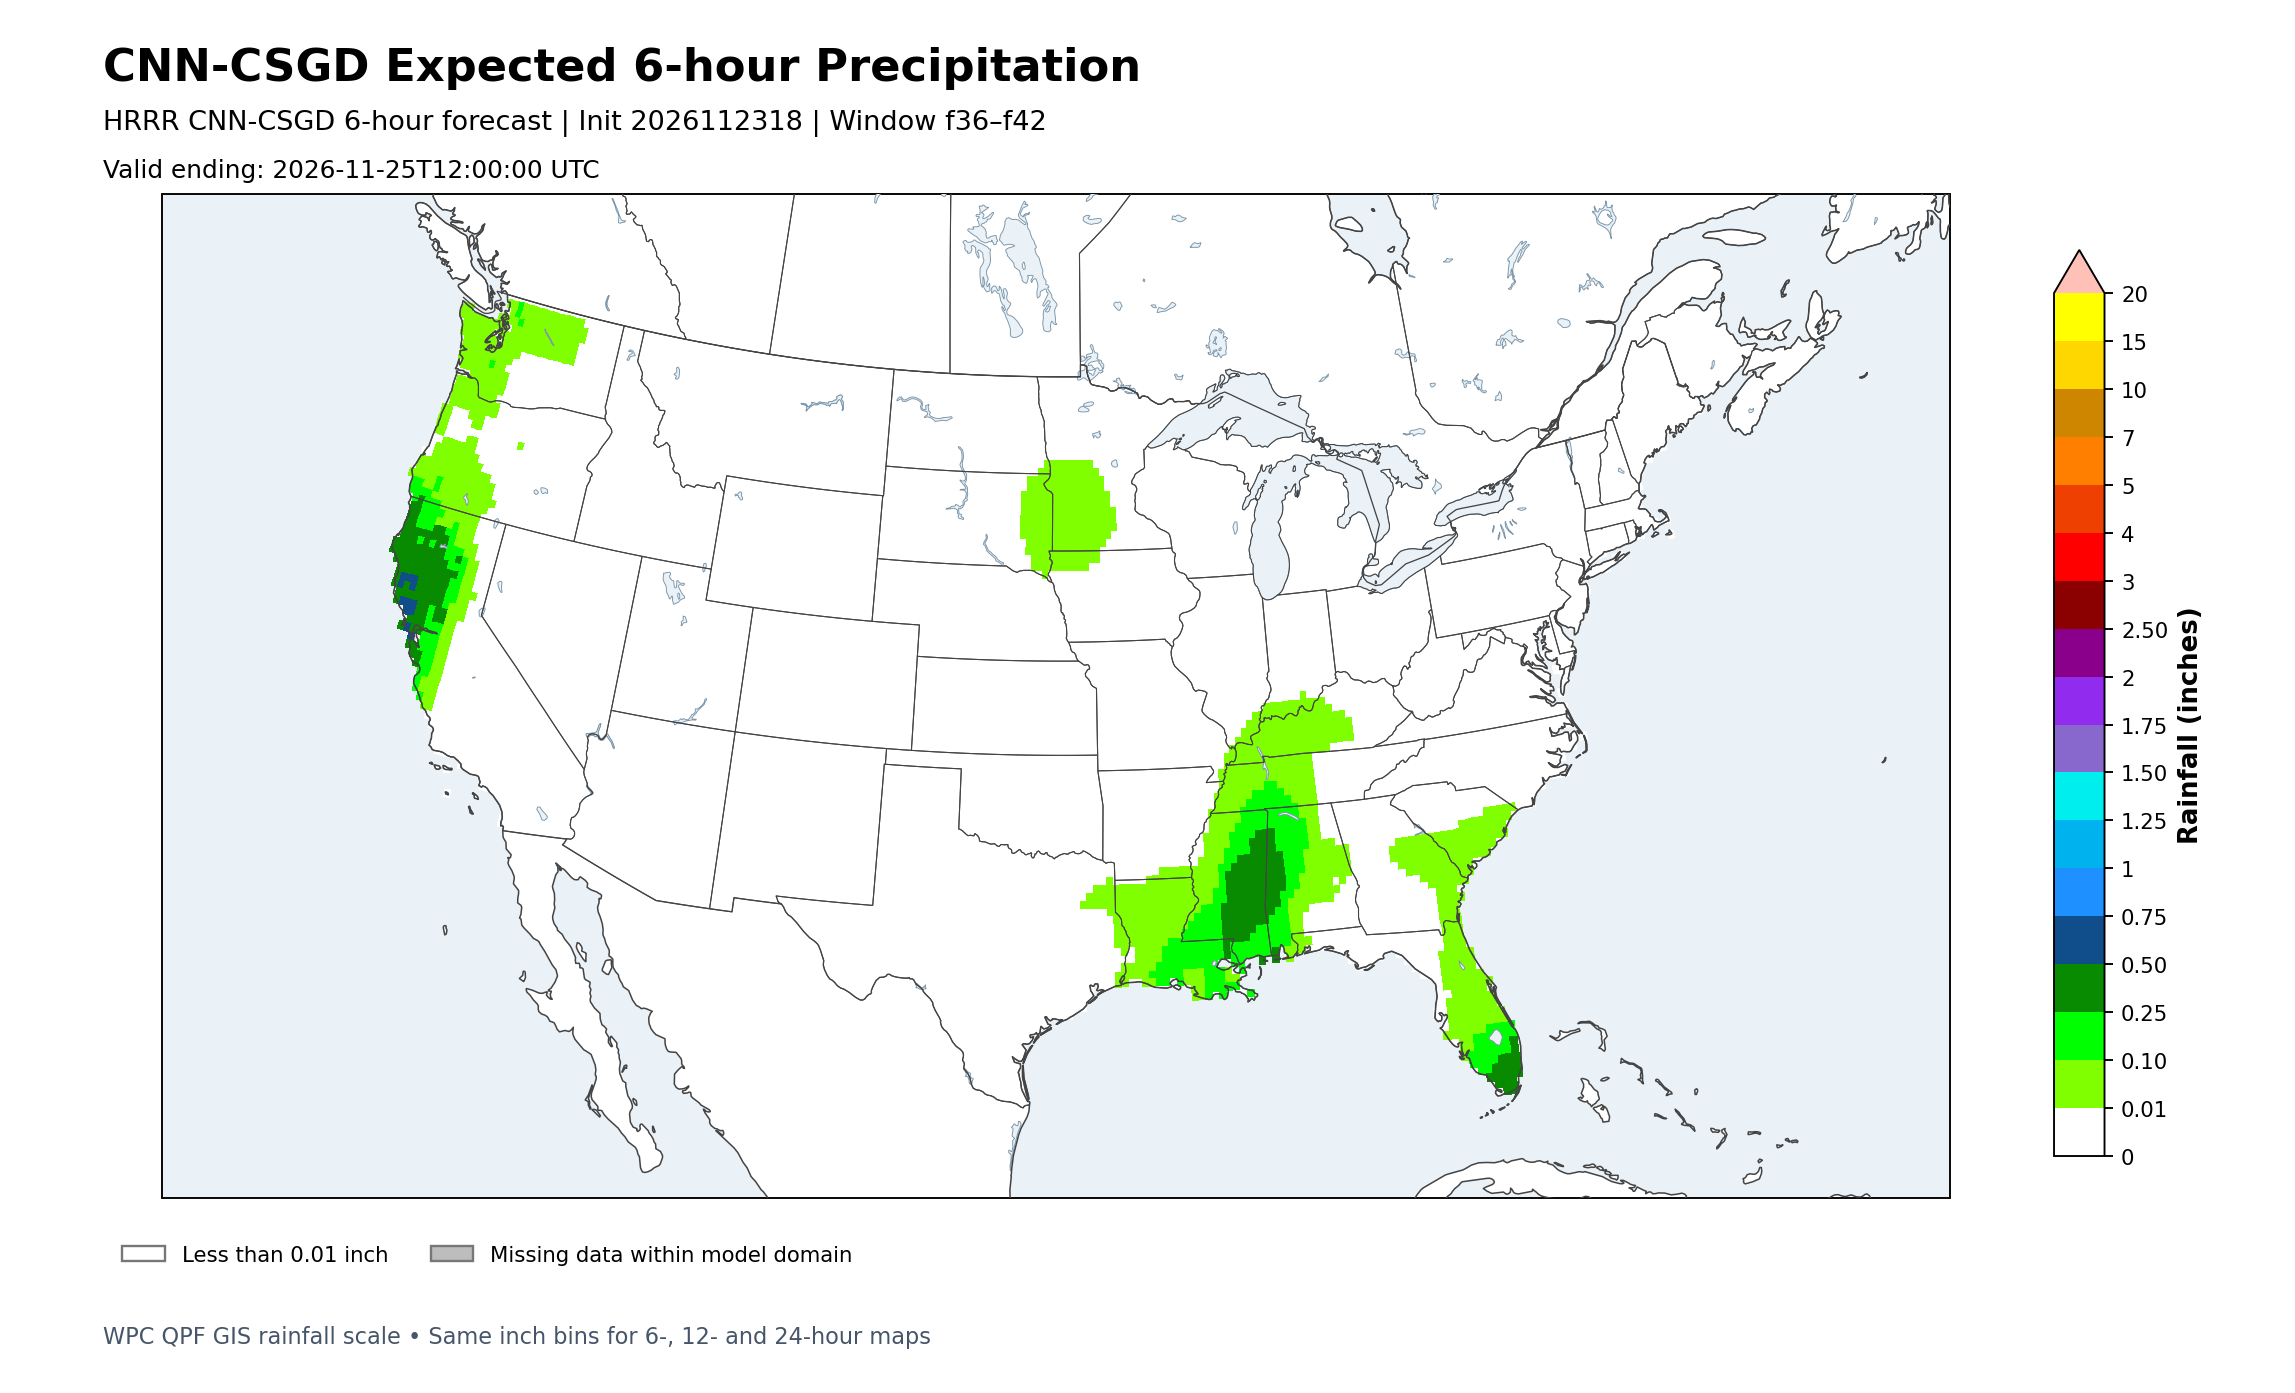 CNN-CSGD Expected 6-hour Precipitation
HRRR CNN-CSGD 6-hour forecast | Init 2026112318 | Window f36–f42
Valid ending: 2026-11-25T12:00:00 UTC
20
15
10
7
5
4
3
2.50
2
1.75
1.50
1.25
1
0.75
0.50
0.25
0.10
0.01
0
Rainfall (inches)
Less than 0.01 inch
Missing data within model domain
WPC QPF GIS rainfall scale • Same inch bins for 6-, 12- and 24-hour maps